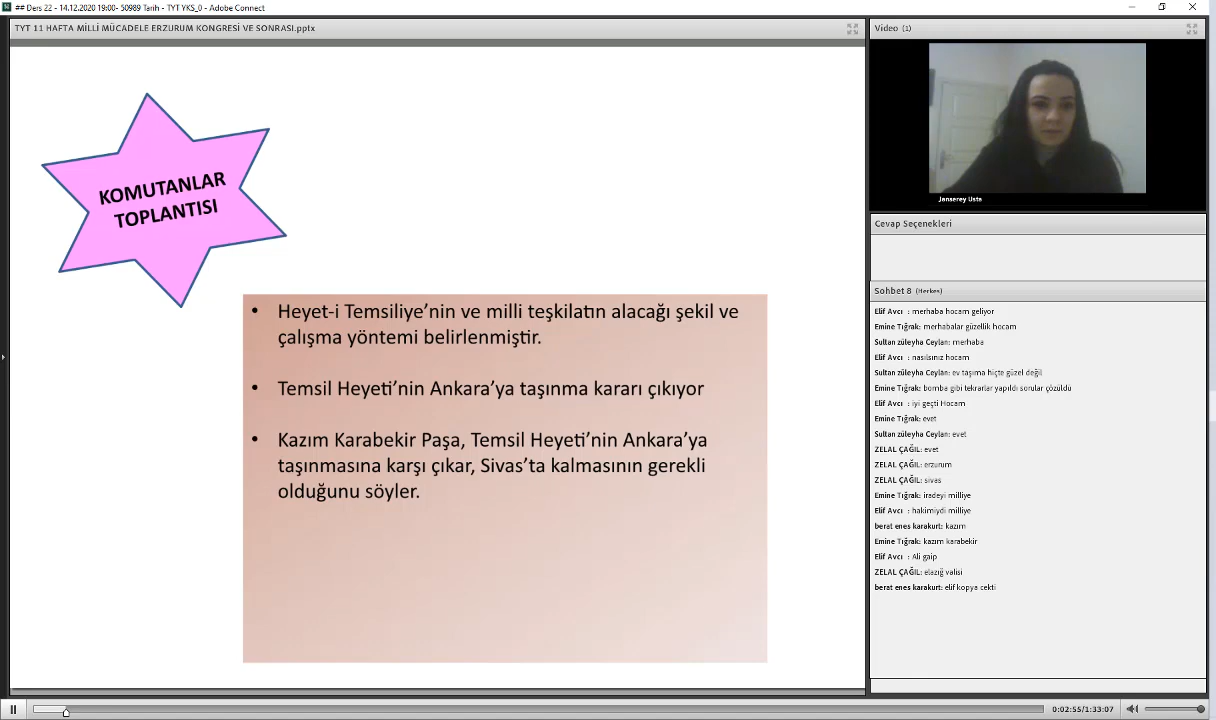 ## Ders 22 - 14.12.2020 19:00- 50989 Tarih - TYT YKS_0 - Adobe Connect
TYT 11 HAFTA MİLLİ MÜCADELE ERZURUM KONGRESİ VE SONRASI.pptx
KOMUTANLAR
TOPLANTISI
• Heyet-i Temsiliye'nin ve milli teşkilatın alacağı şekil ve
çalışma yöntemi belirlenmiştir.
• Temsil Heyeti'nin Ankara'ya taşınma kararı çıkıyor
• Kazım Karabekir Paşa, Temsil Heyeti'nin Ankara'ya
taşınmasına karşı çıkar, Sivas'ta kalmasının gerekli
olduğunu söyler.
Video (1)
Janserey Usta
Cevap Seçenekleri
Sohbet 8 (Herkes)
Elif Avcı : merhaba hocam geliyor
Emine Tığrak: merhabalar güzellik hocam
Sultan züleyha Ceylan: merhaba
Elif Avcı : nasılsınız hocam
Sultan züleyha Ceylan: ev taşıma hiçte güzel değil
Emine Tığrak: bomba gibi tekrarlar yapıldı sorular çözüldü
Elif Avcı : iyi geçti Hocam
Emine Tığrak: evet
Sultan züleyha Ceylan: evet
ZELAL ÇAĞIL: evet
ZELAL ÇAĞIL: erzurum
ZELAL ÇAĞIL: sivas
Emine Tığrak: iradeyi milliye
Elif Avcı : hakimiydi milliye
berat enes karakurt: kazım
Emine Tığrak: kazım karabekir
Elif Avcı : Ali gaip
ZELAL ÇAĞIL: elazığ valisi
berat enes karakurt: elif kopya cekti
0:02:55/1:33:07